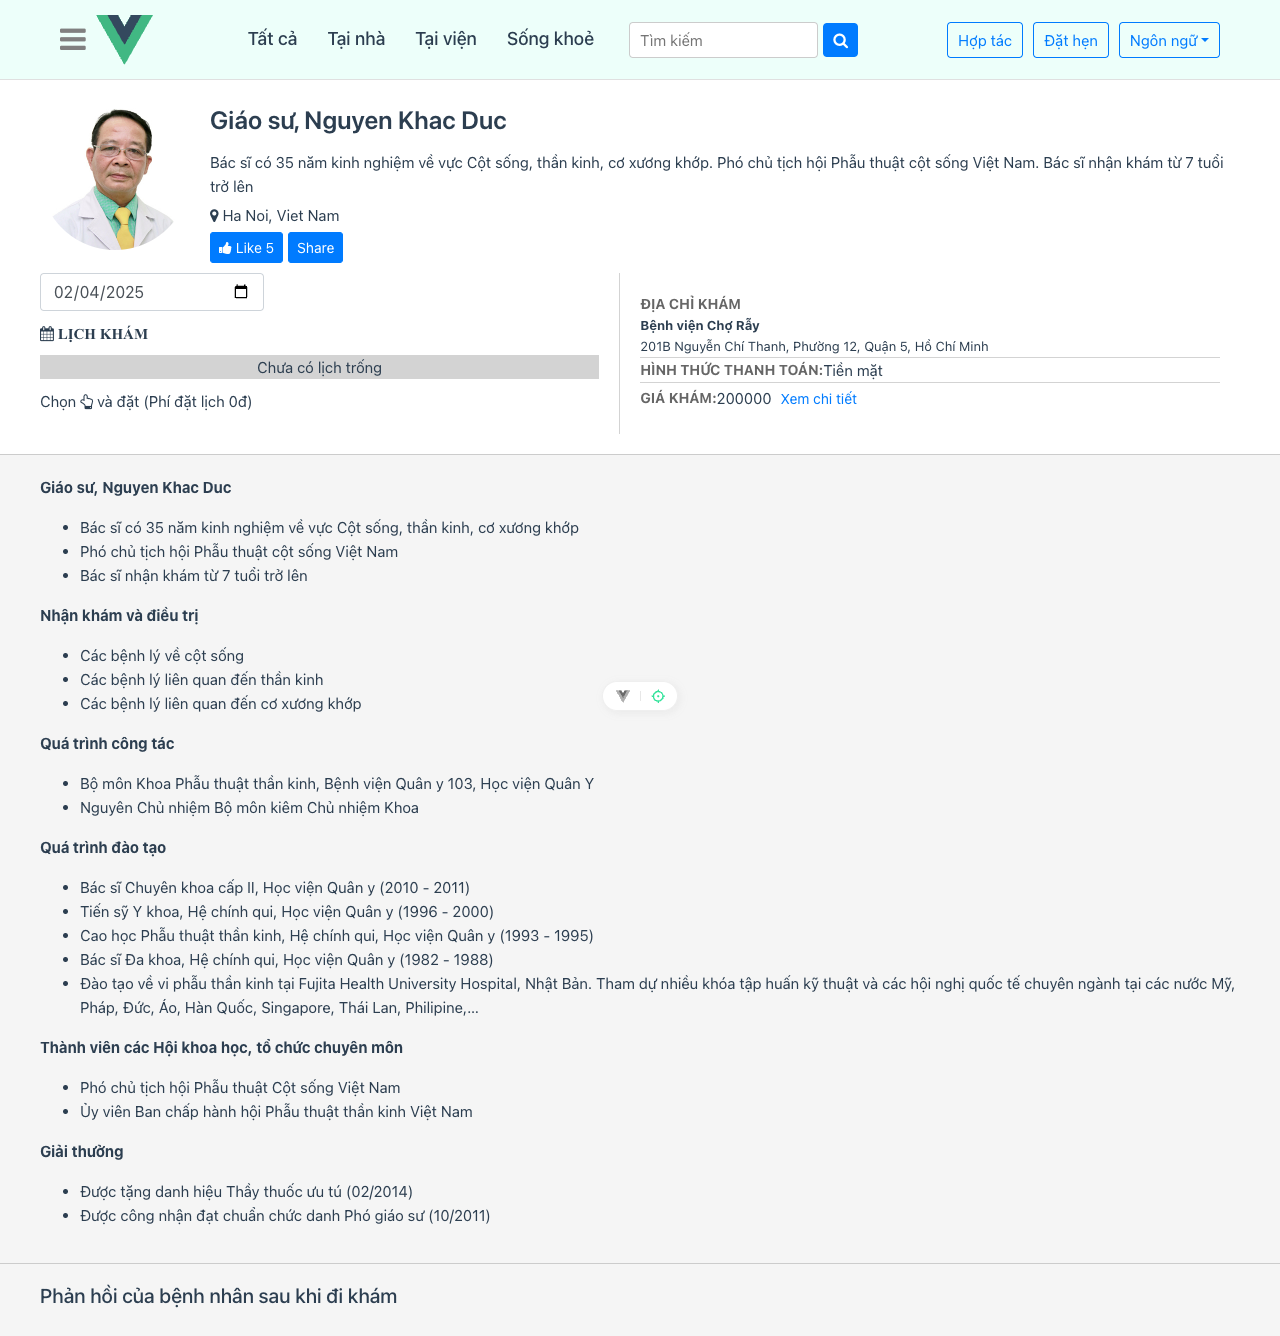 Tất cả Tại nhà Tại viện Sống khoẻ Tìm kiếm Hợp tác Đặt hẹn Ngôn ngữ
Giáo sư, Nguyen Khac Duc
Bác sĩ có 35 năm kinh nghiệm về vực Cột sống, thần kinh, cơ xương khớp. Phó chủ tịch hội Phẫu thuật cột sống Việt Nam. Bác sĩ nhận khám từ 7 tuổi
trở lên
Ha Noi, Viet Nam
Like 5 Share
02/04/2025
LỊCH KHÁM
Chưa có lịch trống
Chọn và đặt (Phí đặt lịch 0đ)
ĐỊA CHỈ KHÁM
Bệnh viện Chợ Rẫy
201B Nguyễn Chí Thanh, Phường 12, Quận 5, Hồ Chí Minh
HÌNH THỨC THANH TOÁN:Tiền mặt
GIÁ KHÁM:200000 Xem chi tiết
Giáo sư, Nguyen Khac Duc
• Bác sĩ có 35 năm kinh nghiệm về vực Cột sống, thần kinh, cơ xương khớp
• Phó chủ tịch hội Phẫu thuật cột sống Việt Nam
• Bác sĩ nhận khám từ 7 tuổi trở lên
Nhận khám và điều trị
• Các bệnh lý về cột sống
• Các bệnh lý liên quan đến thần kinh
• Các bệnh lý liên quan đến cơ xương khớp
Quá trình công tác
• Bộ môn Khoa Phẫu thuật thần kinh, Bệnh viện Quân y 103, Học viện Quân Y
• Nguyên Chủ nhiệm Bộ môn kiêm Chủ nhiệm Khoa
Quá trình đào tạo
• Bác sĩ Chuyên khoa cấp II, Học viện Quân y (2010 - 2011)
• Tiến sỹ Y khoa, Hệ chính qui, Học viện Quân y (1996 - 2000)
• Cao học Phẫu thuật thần kinh, Hệ chính qui, Học viện Quân y (1993 - 1995)
• Bác sĩ Đa khoa, Hệ chính qui, Học viện Quân y (1982 - 1988)
• Đào tạo về vi phẫu thần kinh tại Fujita Health University Hospital, Nhật Bản. Tham dự nhiều khóa tập huấn kỹ thuật và các hội nghị quốc tế chuyên ngành tại các nước Mỹ,
Pháp, Đức, Áo, Hàn Quốc, Singapore, Thái Lan, Philipine,...
Thành viên các Hội khoa học, tổ chức chuyên môn
• Phó chủ tịch hội Phẫu thuật Cột sống Việt Nam
• Ủy viên Ban chấp hành hội Phẫu thuật thần kinh Việt Nam
Giải thưởng
• Được tặng danh hiệu Thầy thuốc ưu tú (02/2014)
• Được công nhận đạt chuẩn chức danh Phó giáo sư (10/2011)
Phản hồi của bệnh nhân sau khi đi khám